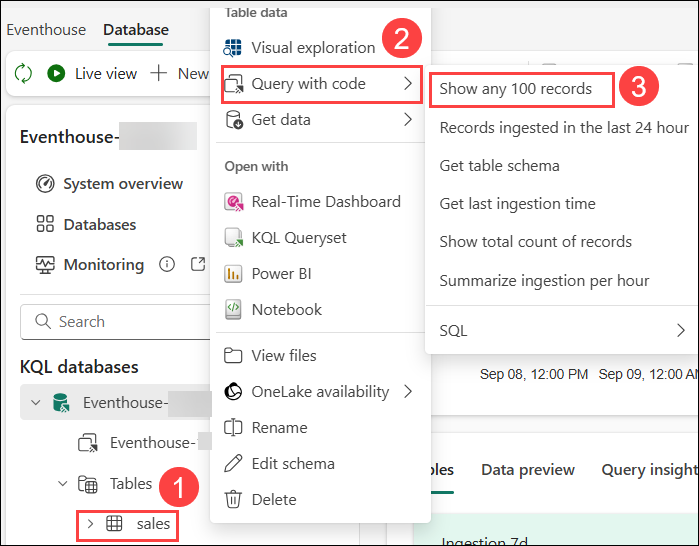 Eventhouse Database
Live view
New
Eventhouse-
System overview
Databases
Monitoring
Search
KQL databases
Eventhouse-
Eventhouse-
Tables
1
sales
Table data
Visual exploration
2
Query with code
Get data
Open with
Real-Time Dashboard
KQL Queryset
Power BI
Notebook
View files
OneLake availability
Rename
Edit schema
Delete
Show any 100 records
3
Records ingested in the last 24 hour
Get table schema
Get last ingestion time
Show total count of records
Summarize ingestion per hour
SQL
Sep 08, 12:00 PM Sep 09, 12:00 AM
Data preview Query insigh
Ingestion 7d